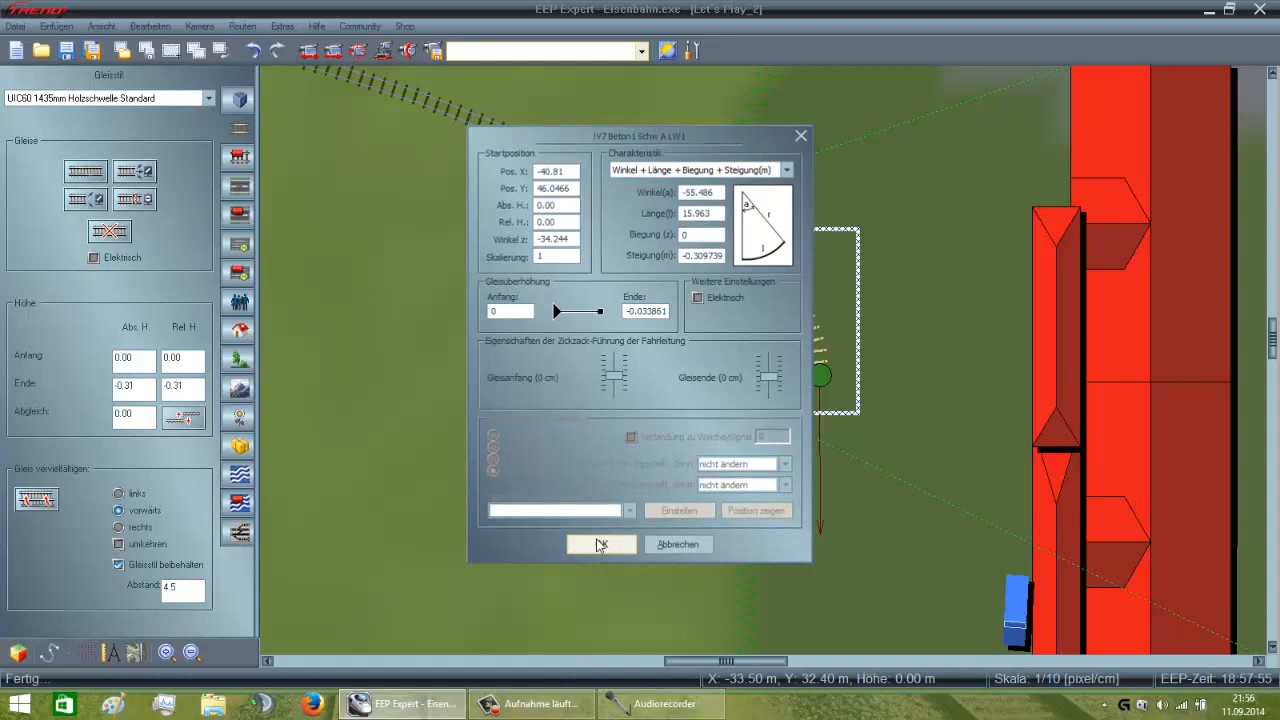 TREND
EEP Expert - Eisenbahn.exe - [Let's Play_2]
Datei Einfügen Ansicht Bearbeiten Kamera Routen Extras Hilfe Community Shop
Gleisstil
UIC60 1435mm Holzschwelle Standard
Gleise
Elektrisch
Höhe:
Abs. H. Rel. H
Anfang: 0.00 0.00
Ende: -0.31 -0.31
Abgleich: 0.00
Gleis vervielfältigen:
links
vorwärts
rechts
umkehren
Gleisstil beibehalten
Abstand: 4.5
IV7 Beton1 Schw A LW1
Startposition
Pos. X: -40.81
Pos. Y: 46.0466
Abs. H.: 0.00
Rel. H.: 0.00
Winkel z: -34.244
Skalierung: 1
Charakteristik
Winkel + Länge + Biegung + Steigung(m)
Winkel(a): -55.486
Länge(l): 15.963
Biegung (z): 0
Steigung(m): -0.309739
a r l
Gleisüberhöhung
Anfang: Ende:
0 -0.033861
Weitere Einstellungen
Elektrisch
Eigenschaften der Zickzack-Führung der Fahrleitung
Gleisanfang (0 cm) Gleisende (0 cm)
Verbindung zu Weiche/Signal 0
nicht ändern
nicht ändern
Einstellen Position zeigen
Abbrechen
Fertig... X: -33.50 m, Y: 32.40 m, Höhe: 0.00 m Skala: 1/10 [pixel/cm] EEP-Zeit: 18:57:55
EEP Expert - Eisen... Aufnahme läuft... Audiorecorder
21:56
11.09.2014